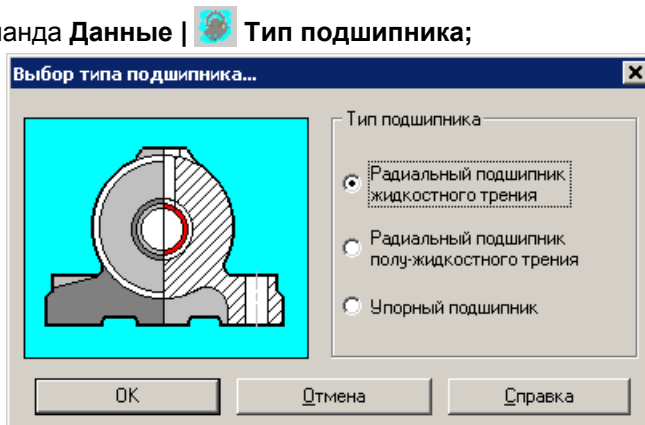 анда Данные | Тип подшипника;
Выбор типа подшипника...
Тип подшипника
Радиальный подшипник
жидкостного трения
Радиальный подшипник
полу-жидкостного трения
Упорный подшипник
OK Отмена Справка